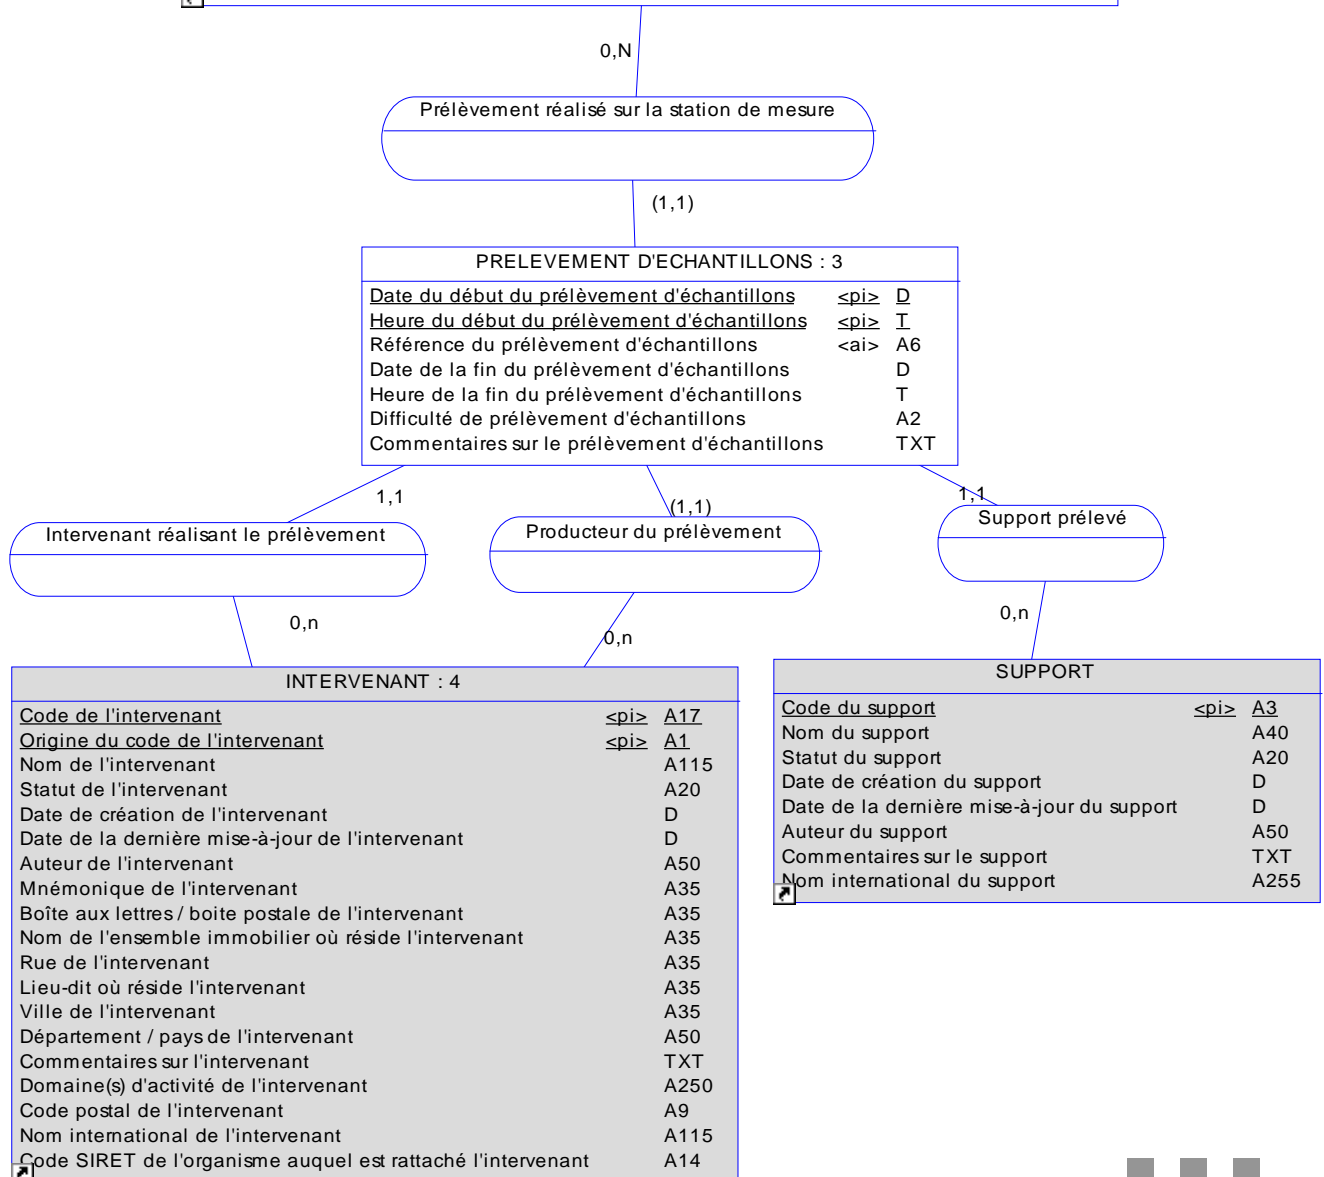 0,N
Prélèvement réalisé sur la station de mesure
(1,1)
PRELEVEMENT D'ECHANTILLONS : 3
Date du début du prélèvement d'échantillons <pi> D
Heure du début du prélèvement d'échantillons <pi> T
Référence du prélèvement d'échantillons <ai> A6
Date de la fin du prélèvement d'échantillons D
Heure de la fin du prélèvement d'échantillons T
Difficulté de prélèvement d'échantillons A2
Commentaires sur le prélèvement d'échantillons TXT
1,1
(1,1)
1,1
Intervenant réalisant le prélèvement
Producteur du prélèvement
Support prélevé
0,n
0,n
0,n
INTERVENANT : 4
Code de l'intervenant <pi> A17
Origine du code de l'intervenant <pi> A1
Nom de l'intervenant A115
Statut de l'intervenant A20
Date de création de l'intervenant D
Date de la dernière mise-à-jour de l'intervenant D
Auteur de l'intervenant A50
Mnémonique de l'intervenant A35
Boîte aux lettres / boite postale de l'intervenant A35
Nom de l'ensemble immobilier où réside l'intervenant A35
Rue de l'intervenant A35
Lieu-dit où réside l'intervenant A35
Ville de l'intervenant A35
Département / pays de l'intervenant A50
Commentaires sur l'intervenant TXT
Domaine(s) d'activité de l'intervenant A250
Code postal de l'intervenant A9
Nom international de l'intervenant A115
Code SIRET de l'organisme auquel est rattaché l'intervenant A14
SUPPORT
Code du support <pi> A3
Nom du support A40
Statut du support A20
Date de création du support D
Date de la dernière mise-à-jour du support D
Auteur du support A50
Commentaires sur le support TXT
Nom international du support A255